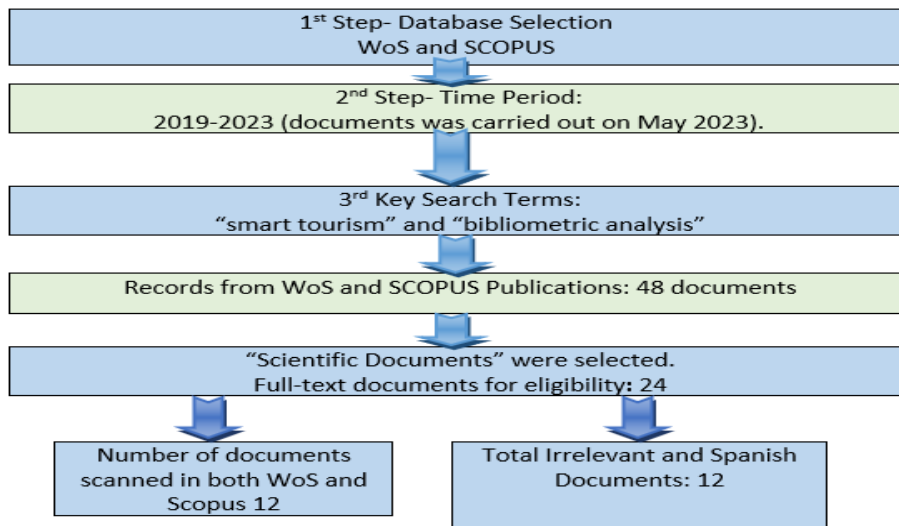 1st Step- Database Selection
WoS and SCOPUS
2nd Step- Time Period:
2019-2023 (documents was carried out on May 2023).
3rd Key Search Terms:
“smart tourism” and “bibliometric analysis”
Records from WoS and SCOPUS Publications: 48 documents
“Scientific Documents” were selected.
Full-text documents for eligibility: 24
Number of documents
scanned in both WoS and
Scopus 12
Total Irrelevant and Spanish
Documents: 12